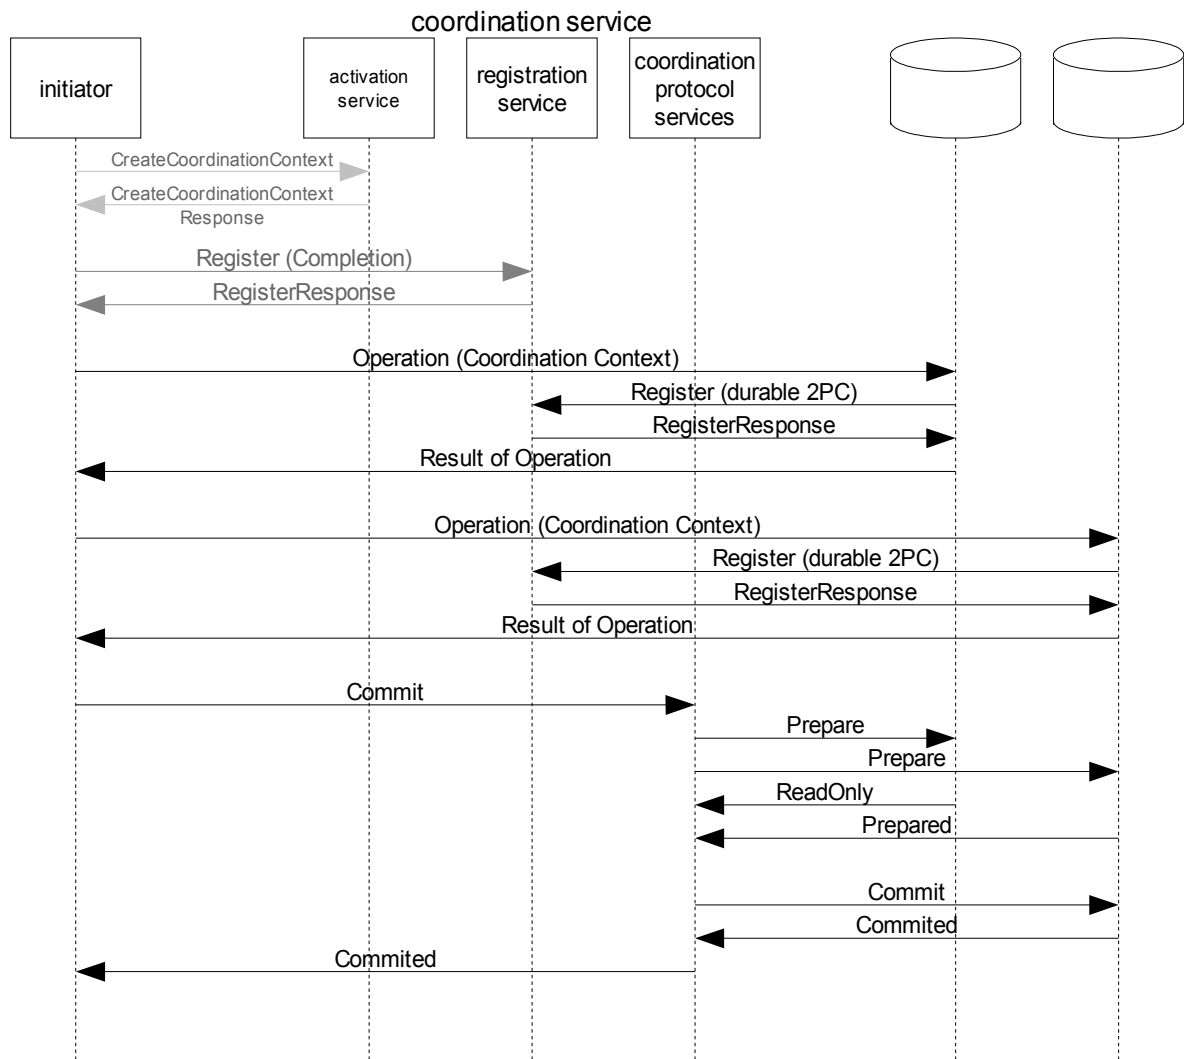 coordination service
initiator
activation
service
registration
service
coordination
protocol
services
CreateCoordinationContext
CreateCoordinationContext
Response
Register (Completion)
RegisterResponse
Operation (Coordination Context)
Register (durable 2PC)
RegisterResponse
Result of Operation
Operation (Coordination Context)
Register (durable 2PC)
RegisterResponse
Result of Operation
Commit
Prepare
Prepare
ReadOnly
Prepared
Commit
Commited
Commited